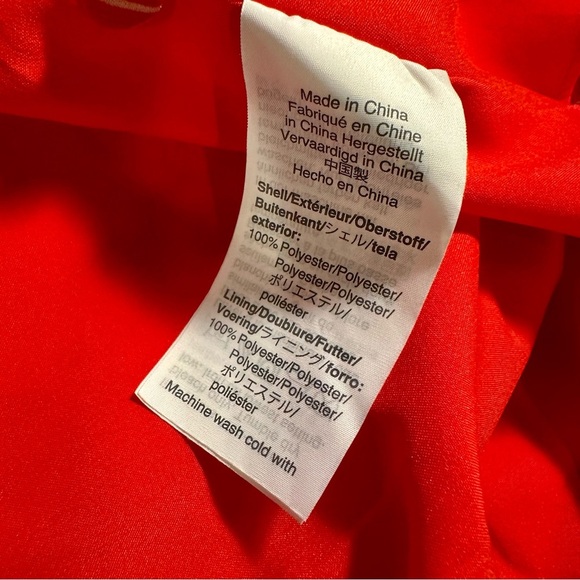 Made in China
Fabriqué en Chine
in China Hergestellt
Vervaardigd in China
中国製
Hecho en China
Shell/Extérieur/Oberstoff/
Buitenkant/シェル/tela
exterior:
100% Polyester/Polyester/
Polyester/Polyester/
ポリエステル/
poliéster
Lining/Doublure/Futter/
Voering/ライニング/forro:
100% Polyester/Polyester/
Polyester/Polyester/
ポリエステル/
poliéster
Machine wash cold with